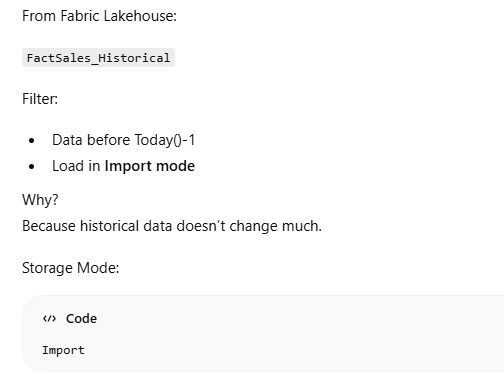 From Fabric Lakehouse:
FactSales_Historical
Filter:
• Data before Today()-1
• Load in Import mode
Why?
Because historical data doesn’t change much.
Storage Mode:
</> Code
Import